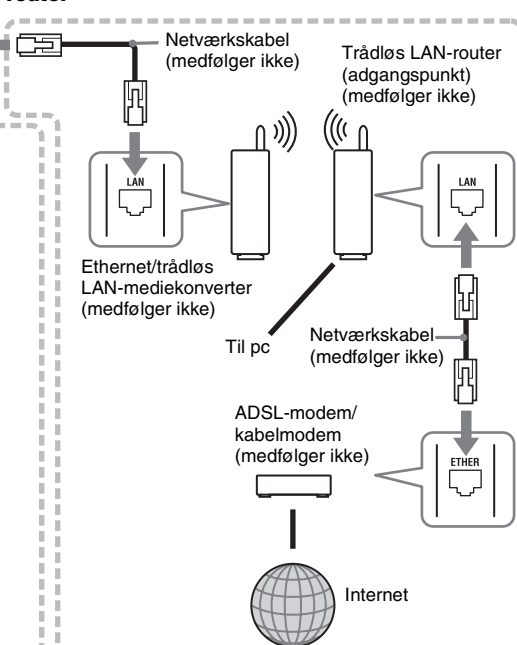 Netværkskabel
(medfølger ikke)
Trådløs LAN-router
(adgangspunkt)
(medfølger ikke)
LAN
LAN
Ethernet/trådløs
LAN-mediekonverter
(medfølger ikke)
Til pc
Netværkskabel
(medfølger ikke)
ADSL-modem/
kabelmodem
(medfølger ikke)
ETHER
Internet